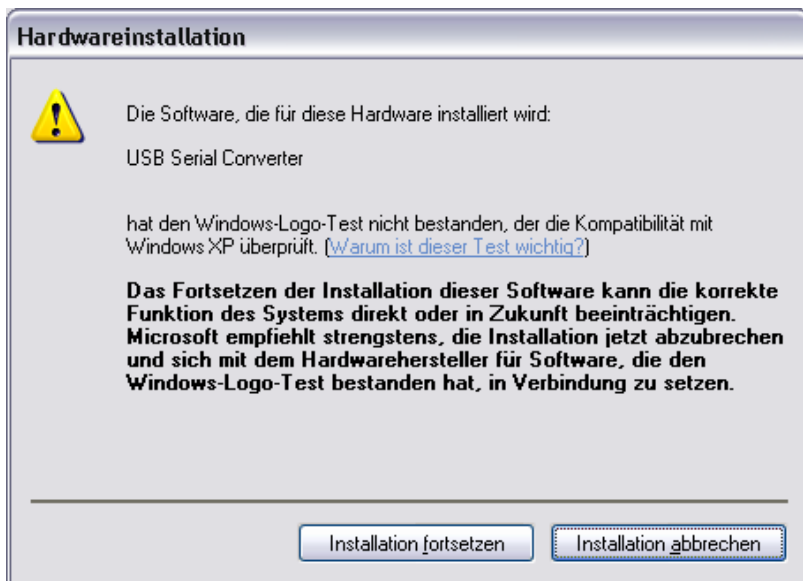 Hardwareinstallation
Die Software, die für diese Hardware installiert wird:
USB Serial Converter
hat den Windows-Logo-Test nicht bestanden, der die Kompatibilität mit
Windows XP überprüft. (Warum ist dieser Test wichtig?)
Das Fortsetzen der Installation dieser Software kann die korrekte
Funktion des Systems direkt oder in Zukunft beeinträchtigen.
Microsoft empfiehlt strengstens, die Installation jetzt abzubrechen
und sich mit dem Hardwarehersteller für Software, die den
Windows-Logo-Test bestanden hat, in Verbindung zu setzen.
Installation fortsetzen Installation abbrechen